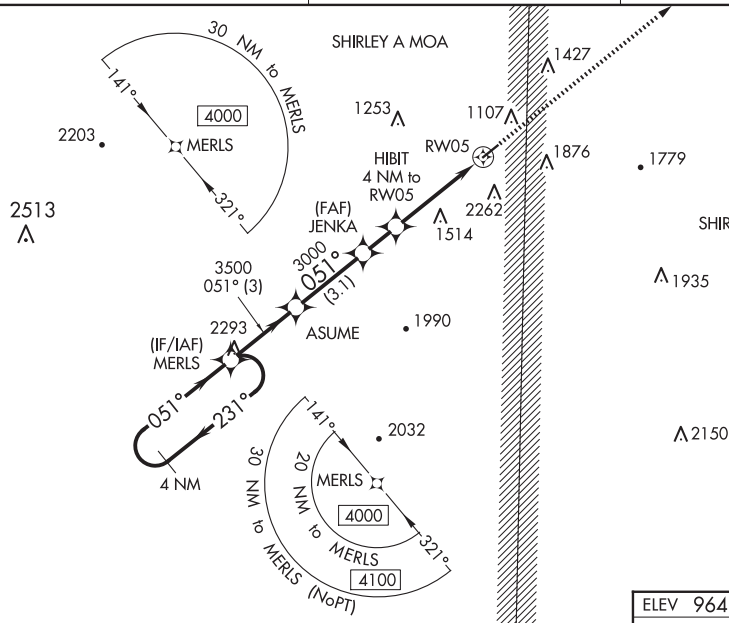 SHIRLEY A MOA
30 NM to MERLS
141°
4000
MERLS
321°
2203
2513
1253
1427
1107
RW05
1876
1779
HIBIT
4 NM to
RW05
2262
1514
(FAF)
JENKA
SHIR
1935
3000
051°
(3.1)
3500
051° (3)
ASUME
1990
2293
(IF/IAF)
MERLS
051°
231°
4 NM
2032
2150
141°
MERLS
4000
20 NM to MERLS
321°
4100
30 NM to MERLS (NoPT)
ELEV 964